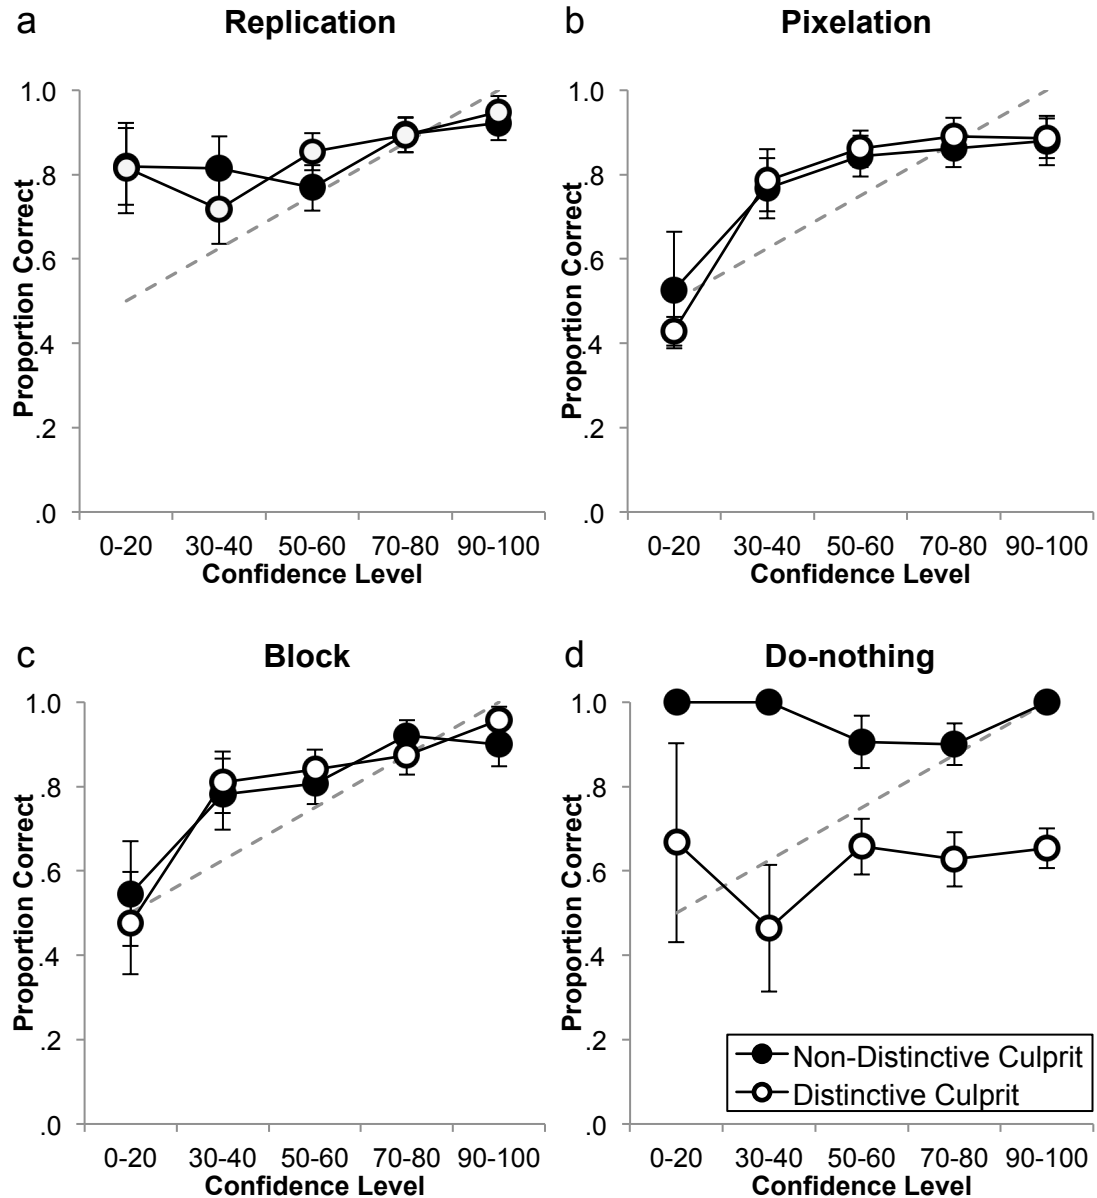 a
Replication
Proportion Correct
1.0
.8
.6
.4
.2
.0
0-20 30-40 50-60 70-80 90-100
Confidence Level
b
Pixelation
Proportion Correct
1.0
.8
.6
.4
.2
.0
0-20 30-40 50-60 70-80 90-100
Confidence Level
c
Block
Proportion Correct
1.0
.8
.6
.4
.2
.0
0-20 30-40 50-60 70-80 90-100
Confidence Level
d
Do-nothing
Proportion Correct
1.0
.8
.6
.4
.2
.0
Non-Distinctive Culprit
Distinctive Culprit
0-20 30-40 50-60 70-80 90-100
Confidence Level